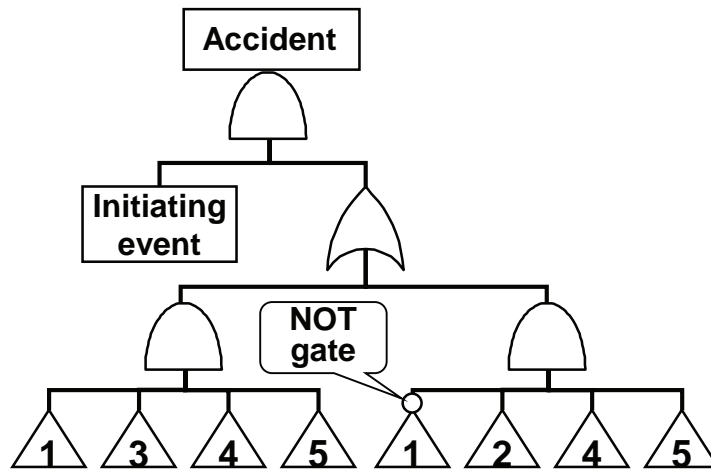 Accident
Initiating
event
NOT
gate
1 3 4 5 1 2 4 5